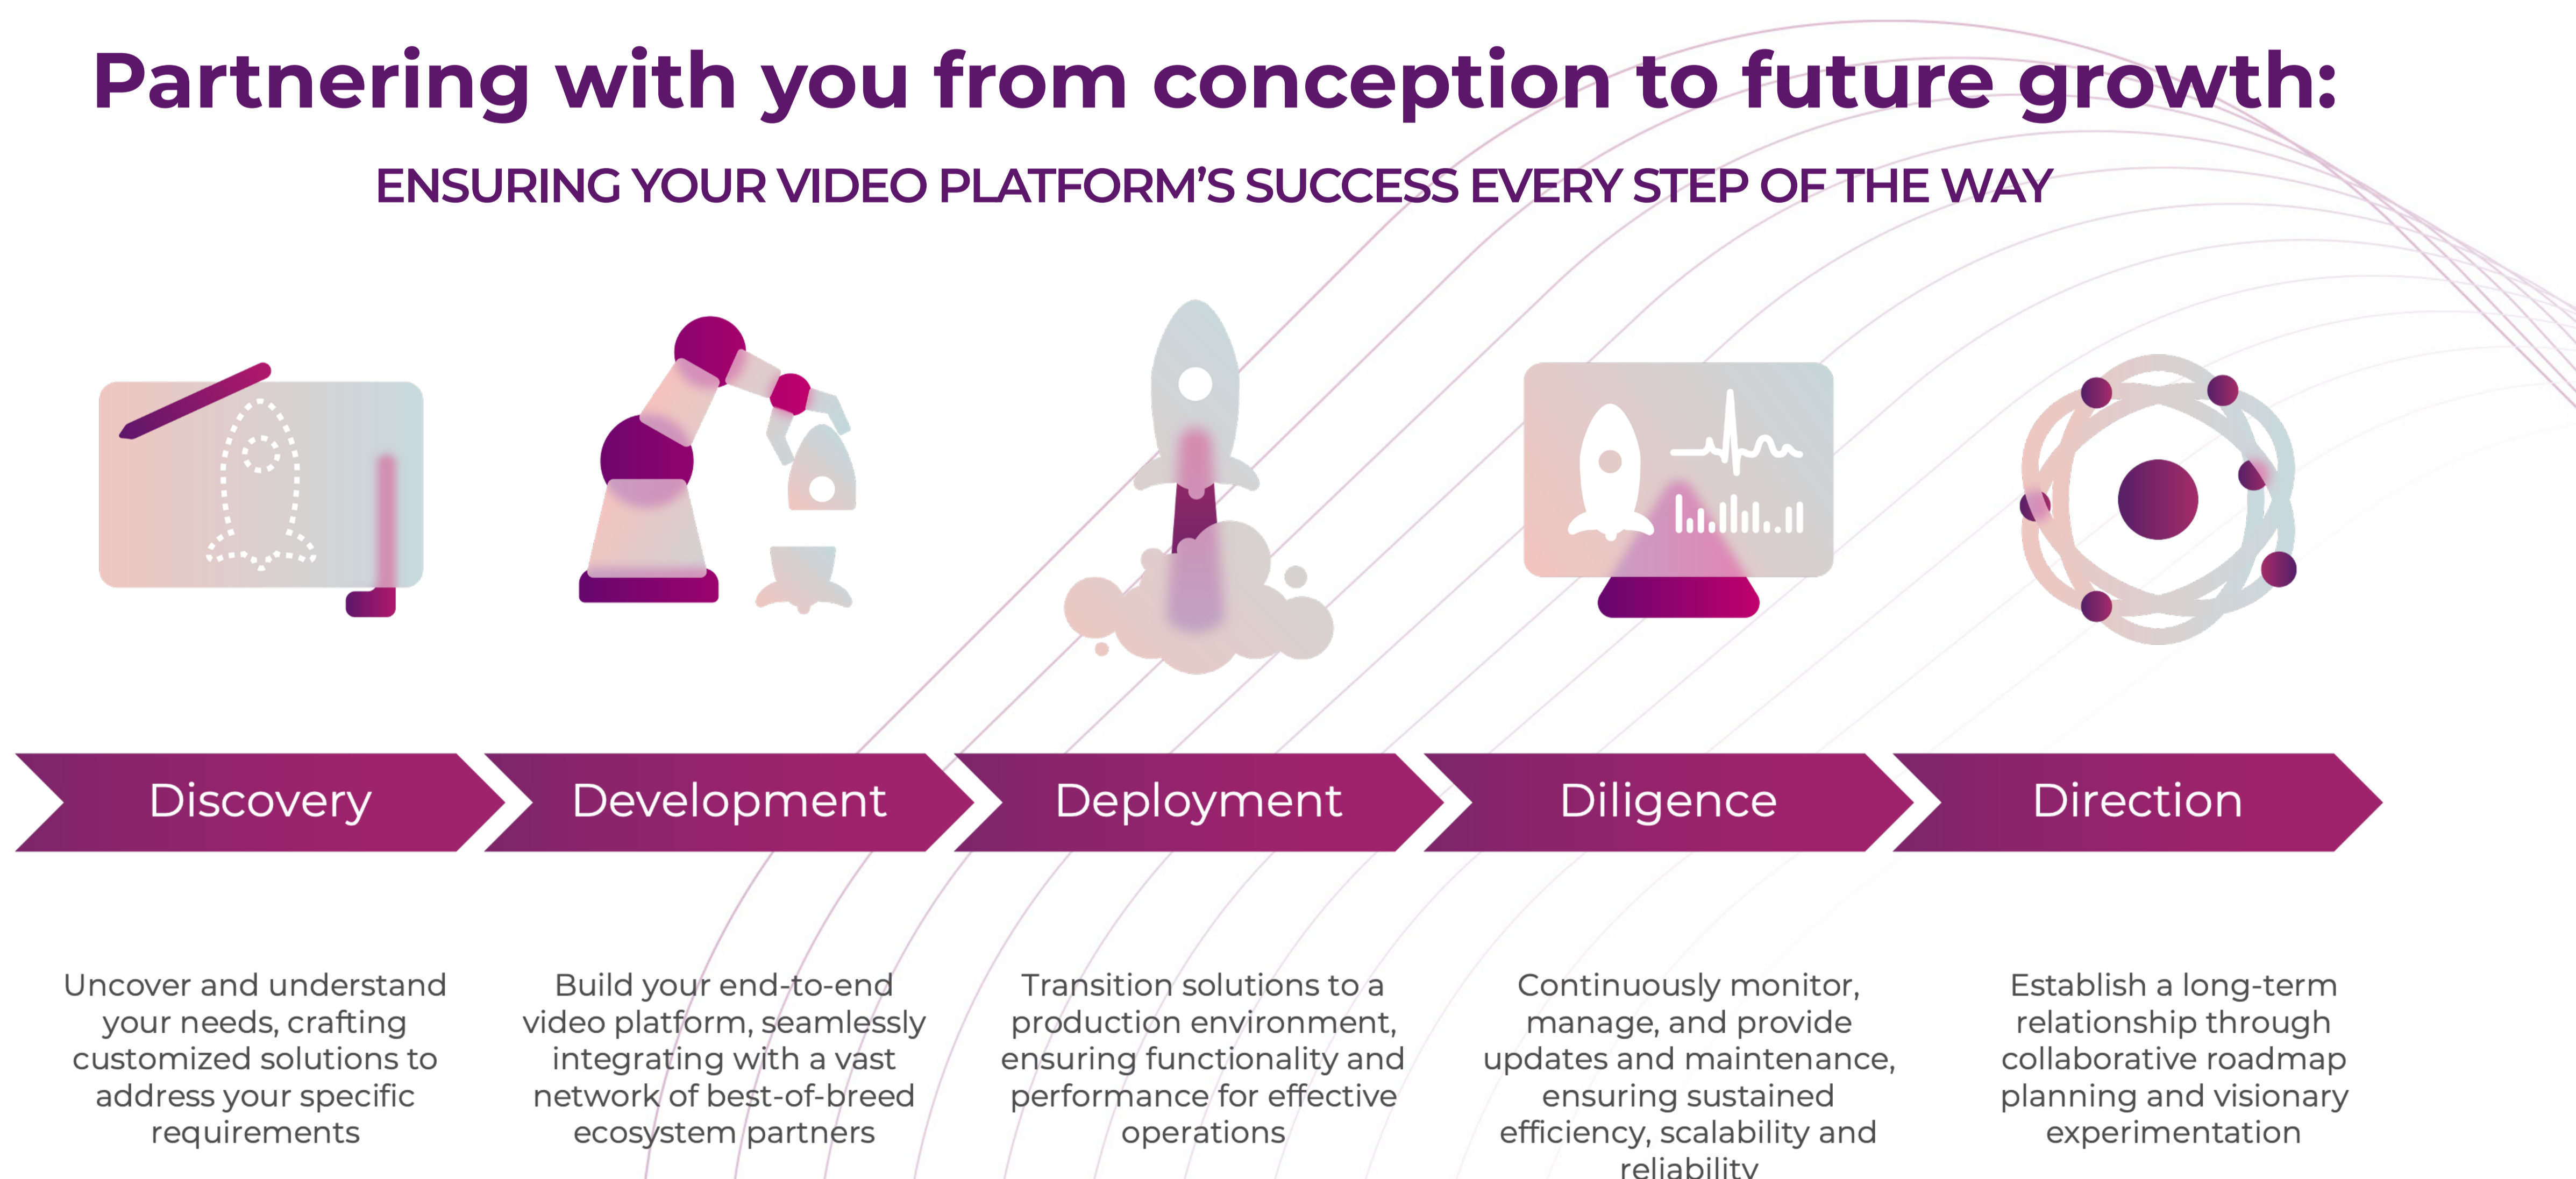 Partnering with you from conception to future growth:
ENSURING YOUR VIDEO PLATFORM'S SUCCESS EVERY STEP OF THE WAY
Discovery
Development
Deployment
Diligence
Direction
Uncover and understand
your needs, crafting
customized solutions to
address your specific
requirements
Build your end-to-end
video platform, seamlessly
integrating with a vast
network of best-of-breed
ecosystem partners
Transition solutions to a
production environment,
ensuring functionality and
performance for effective
operations
Continuously monitor,
manage, and provide
updates and maintenance,
ensuring sustained
efficiency, scalability and
reliability
Establish a long-term
relationship through
collaborative roadmap
planning and visionary
experimentation